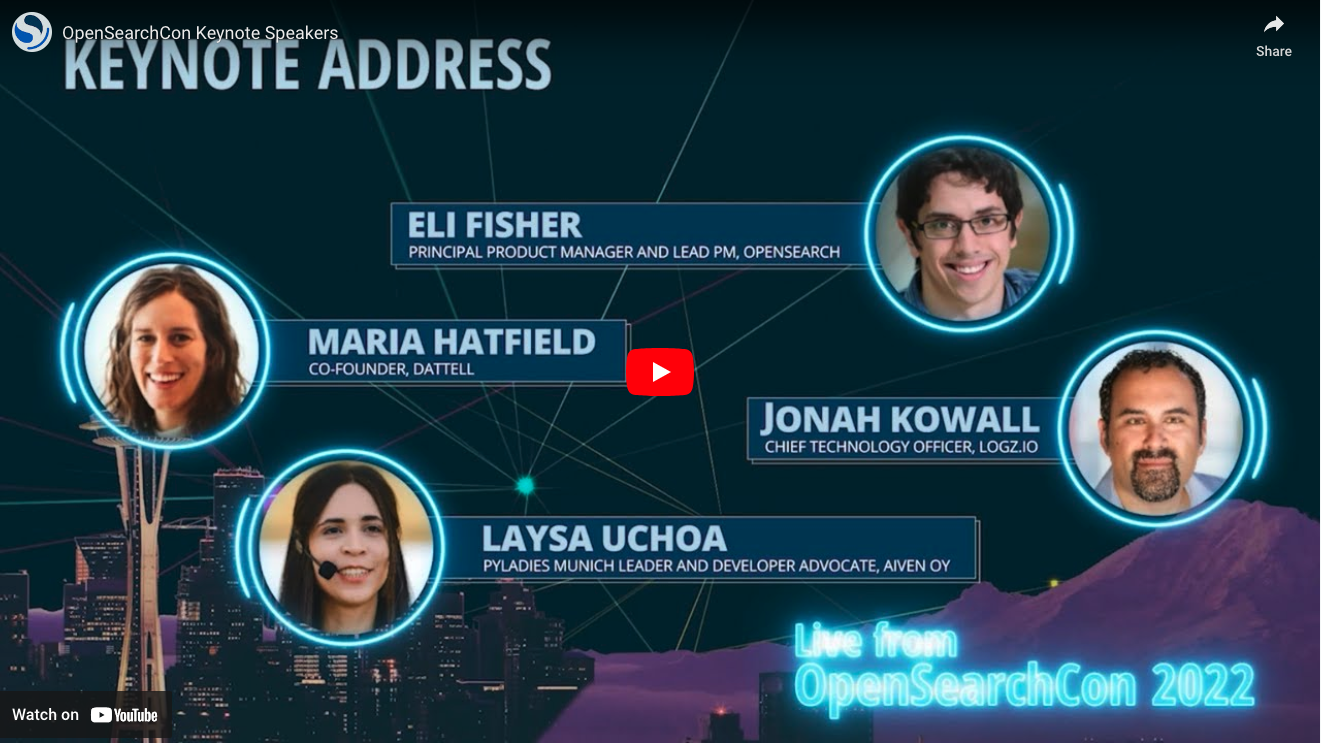 OpenSearchCon Keynote Speakers
Share
KEYNOTE ADDRESS
ELI FISHER
PRINCIPAL PRODUCT MANAGER AND LEAD PM, OPENSEARCH
MARIA HATFIELD
CO-FOUNDER, DATTELL
JONAH KOWALL
CHIEF TECHNOLOGY OFFICER, LOGZ.IO
LAYSA UCHOA
PYLADIES MUNICH LEADER AND DEVELOPER ADVOCATE, AIVEN OY
Live from
OpenSearchCon 2022
Watch on YouTube